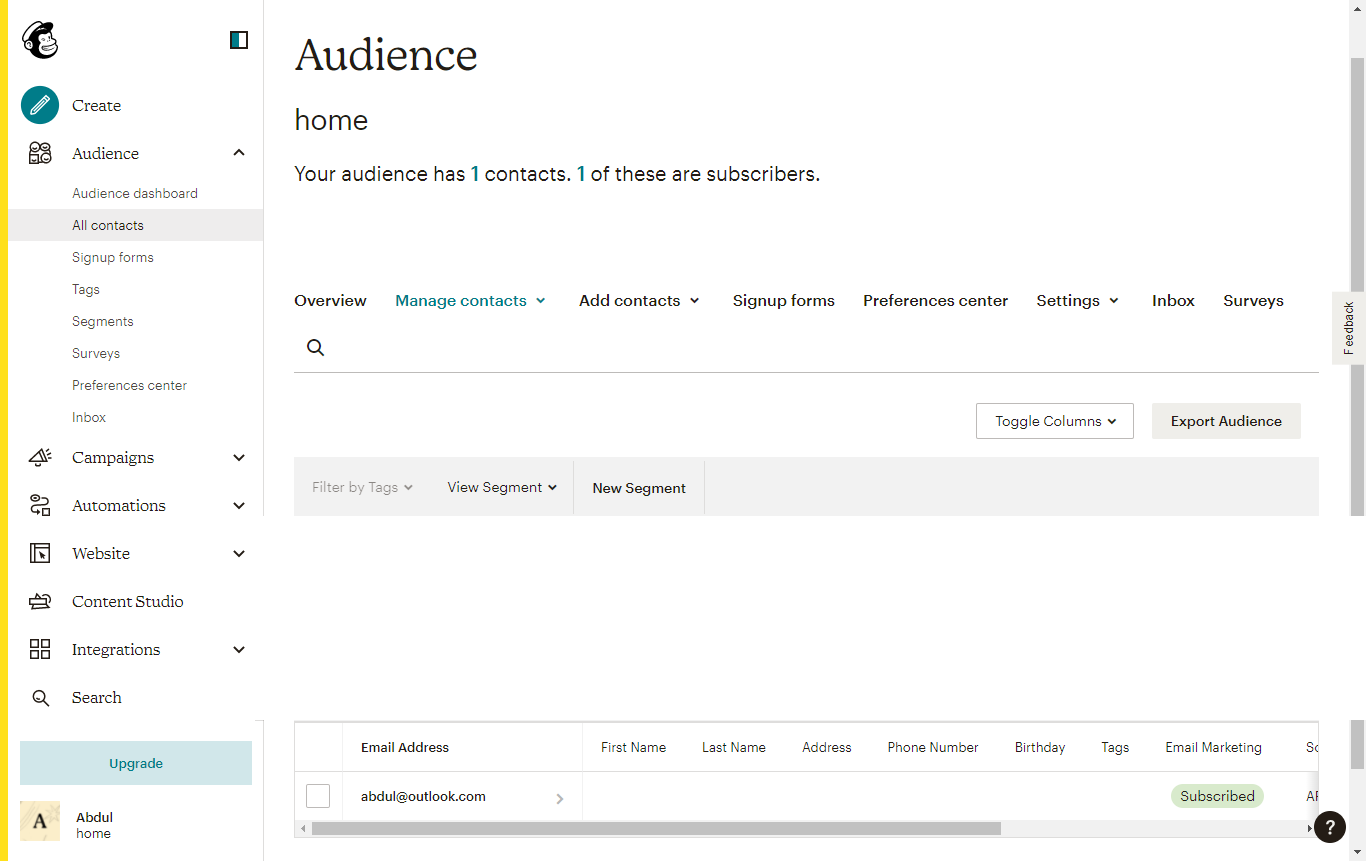 Create
Audience
Audience dashboard
All contacts
Signup forms
Tags
Segments
Surveys
Preferences center
Inbox
Campaigns
Automations
Website
Content Studio
Integrations
Search
Upgrade
A
Abdul
home
Audience
home
Your audience has 1 contacts. 1 of these are subscribers.
Overview Manage contacts Add contacts Signup forms Preferences center Settings Inbox Surveys
Feedback
Toggle Columns Export Audience
Filter by Tags View Segment New Segment
Email Address First Name Last Name Address Phone Number Birthday Tags Email Marketing
abdul@outlook.com Subscribed
?